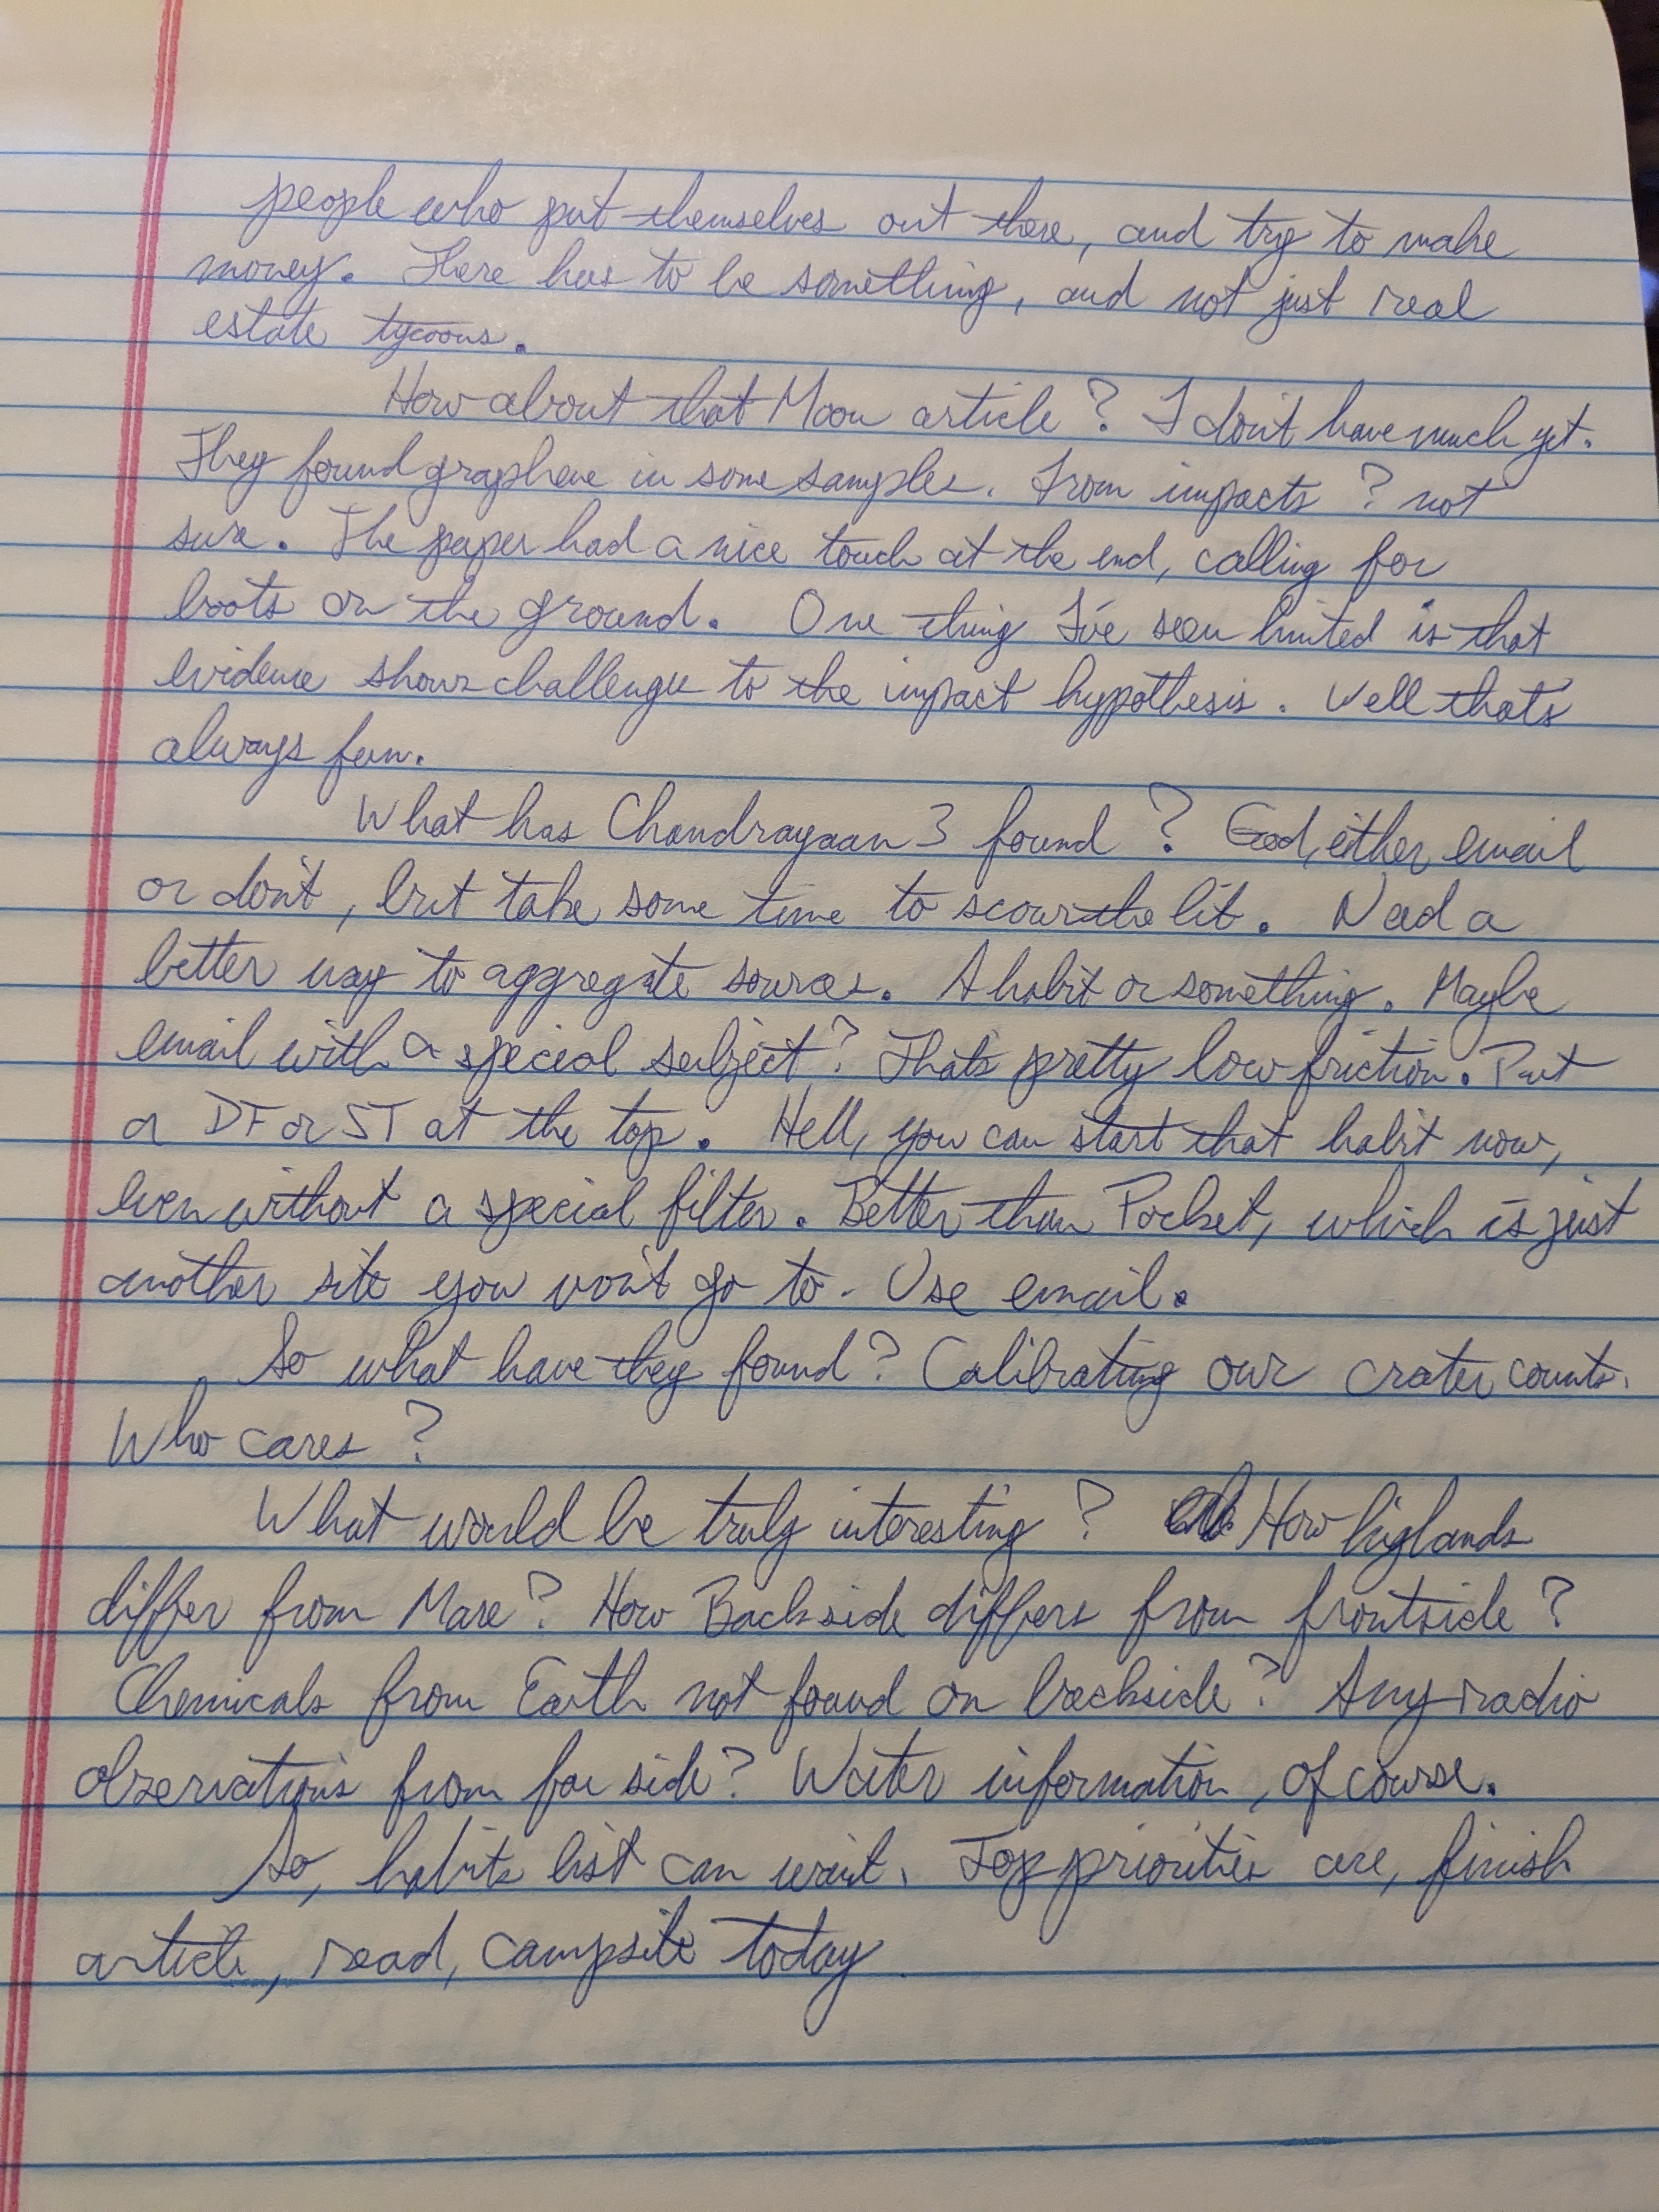 people who put themselves out there, and try to make
money. There has to be something, and not just real
estate tycoons.
How about that Moon article? I don't have much yet.
They found graphene in some samples. From impacts? not
sure. The paper had a nice touch at the end, calling for
boots on the ground. One thing I've seen hinted is that
evidence shows challenges to the impact hypothesis. Well that's
always fun.
What has Chandrayaan 3 found? God, either email
or don't, but take some time to scour the lit. Need a
better way to aggregate sources. A habit or something. Maybe
email with a special subject? That's pretty low friction. Put
a DF or ST at the top. Hell, you can start that habit now,
even without a special filter. Better than Pocket, which is just
another site you won't go to. Use email.
So what have they found? Calibrating our crater counts.
Who cares?
What would be truly interesting? How higlands
differ from Mare? How Backside differs from frontside?
Chemicals from Earth not found on backside? Any radio
observations from far side? Water information, of course.
So, habits list can wait. Top priorities are, finish
article, read, campsite today.